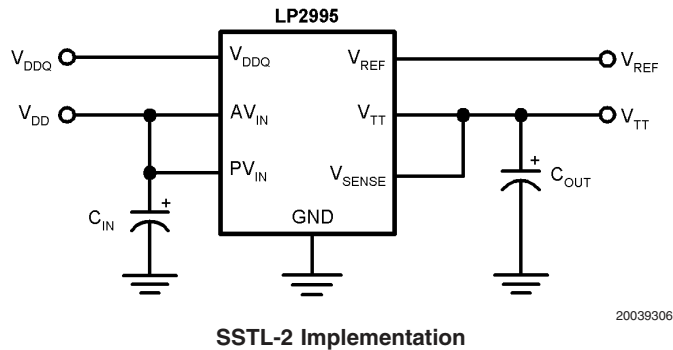 LP2995
VDDQ
VDDQ
VREF
VREF
VDD
AVIN
VTT
VTT
PVIN
VSENSE
+
COUT
CIN
+
GND
20039306
SSTL-2 Implementation